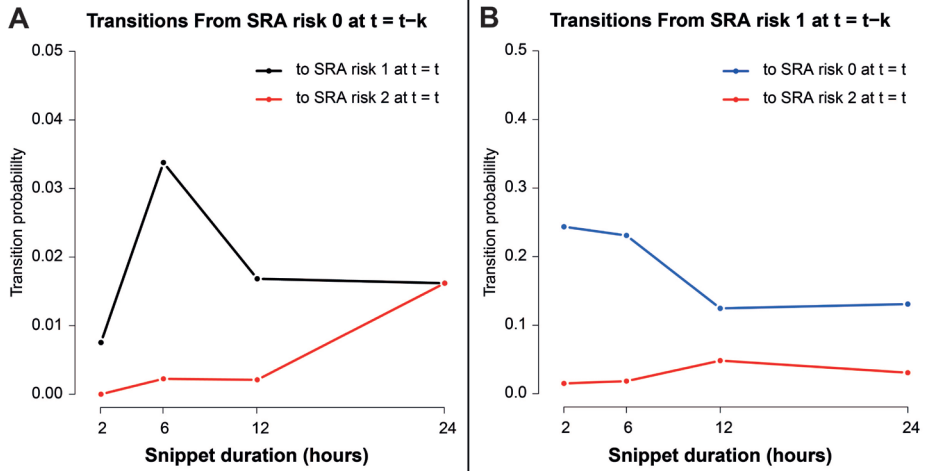 A
Transitions From SRA risk 0 at t = t−k
0.05
0.04
0.03
0.02
0.01
0.00
Transition probabiliity
to SRA risk 1 at t = t
to SRA risk 2 at t = t
2
6
12
24
Snippet duration (hours)
B
Transitions From SRA risk 1 at t = t−k
0.5
0.4
0.3
0.2
0.1
0.0
Transition probabiliity
to SRA risk 0 at t = t
to SRA risk 2 at t = t
2
6
12
24
Snippet duration (hours)